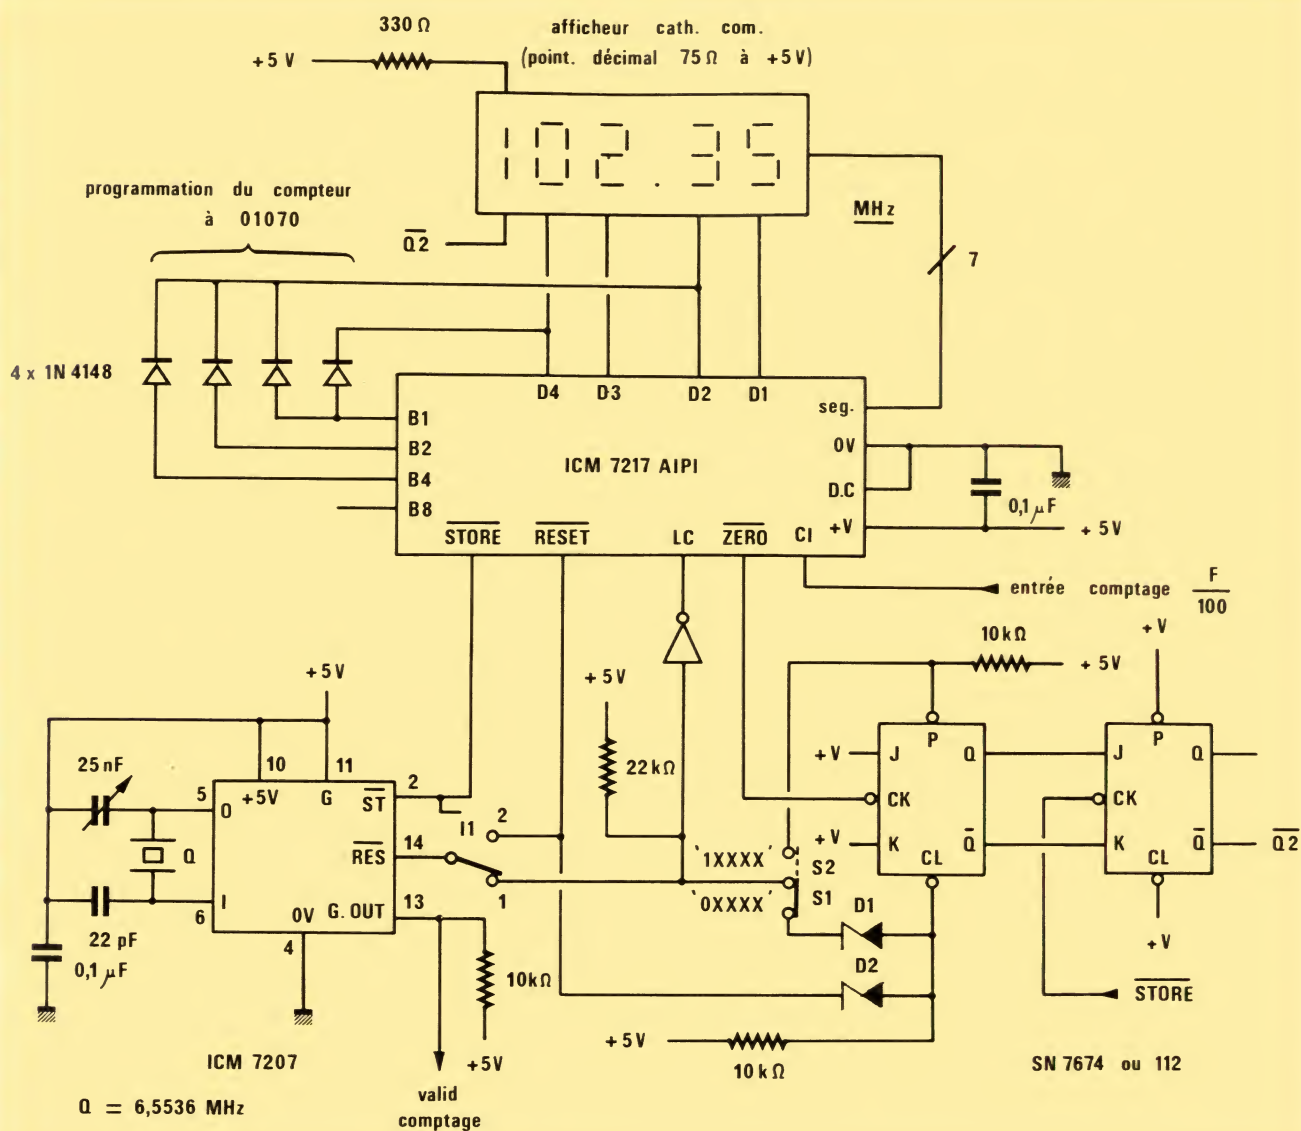 330 Ω
afficheur cath. com.
(point. décimal 75 Ω à +5 V)
+5 V
102.35
programmation du compteur
à 01070
MHz
Q2
7
4 x 1N 4148
D4 D3 D2 D1
seg.
B1
0V
B2
ICM 7217 AIPI
B4
D.C
B8
0,1 μF
STORE RESET LC ZERO CI +V
+ 5V
entrée comptage F/100
+ V
10 kΩ
+ 5V
+ 5V
+ 5V
P P
25 nF
10 11
22 kΩ
+V J Q J Q
2
5 +5V G ST
O
I1 2
CK CK
14
RES
Q
+V K Q K Q Q2
'1XXXX'
S2
CL CL
I
13
1
'0XXXX'
S1
6
0V G. OUT
D1
22 pF
4
+ V
0,1 μF
10kΩ
D2
STORE
+5V
+5V
10 kΩ
ICM 7207
SN 7674 ou 112
valid
comptage
Q = 6,5536 MHz